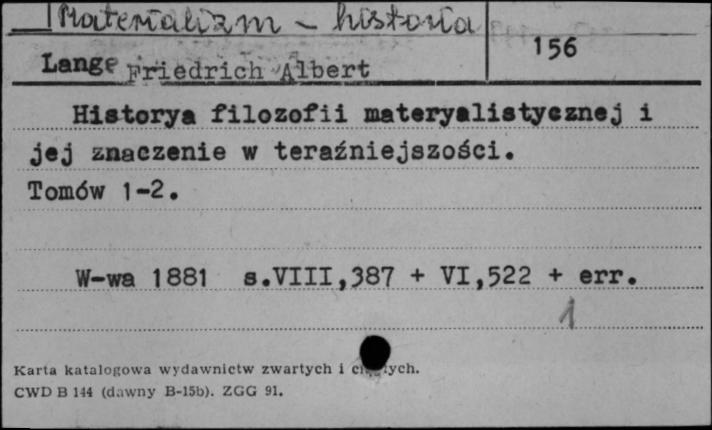 Materializm - historia
156
Lange Friedrich Albert
Historya filozofii materyalistycznej i
jej znaczenie w teraźniejszości.
Tomów 1-2.
W-wa 1881 s.VIII,387 + VI,522 + err.
1
Karta katalogowa wydawnictw zwartych i
CWD B 144 (dawny B-15b). ZGG 91.